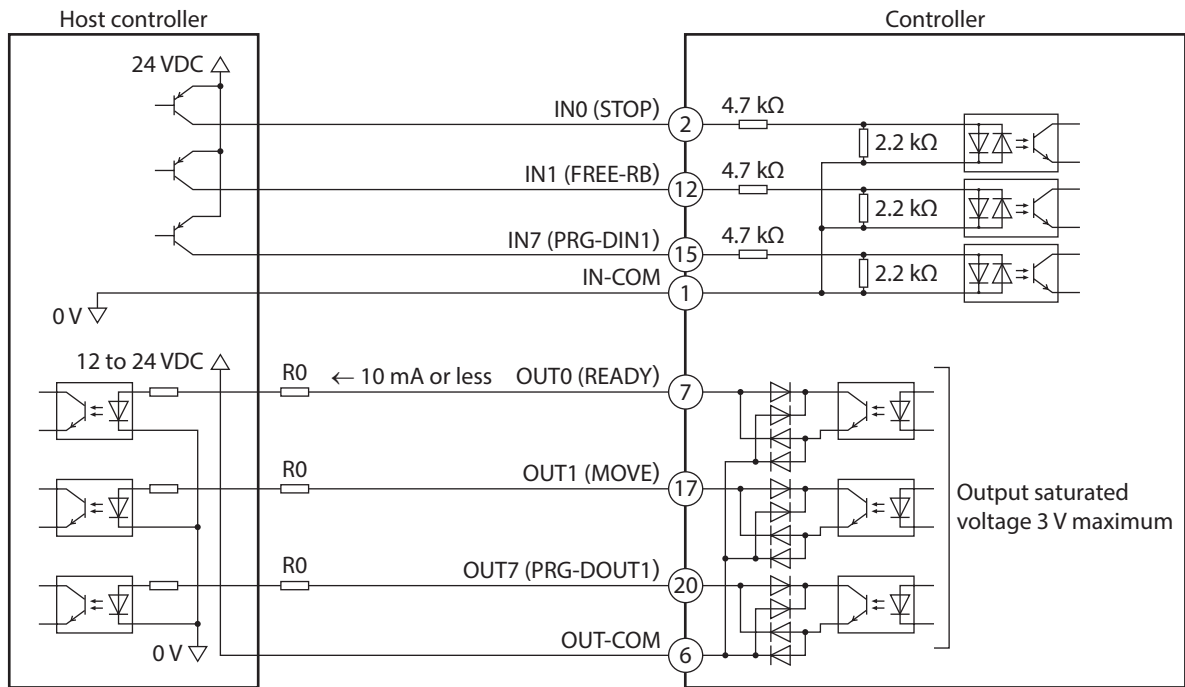 Host controller
Controller
24 VDC
IN0 (STOP)
2
4.7 kΩ
2.2 kΩ
IN1 (FREE-RB)
12
4.7 kΩ
2.2 kΩ
IN7 (PRG-DIN1)
15
4.7 kΩ
2.2 kΩ
IN-COM
1
0 V
12 to 24 VDC
R0
← 10 mA or less
OUT0 (READY)
7
R0
OUT1 (MOVE)
17
Output saturated
voltage 3 V maximum
R0
OUT7 (PRG-DOUT1)
20
OUT-COM
6
0 V